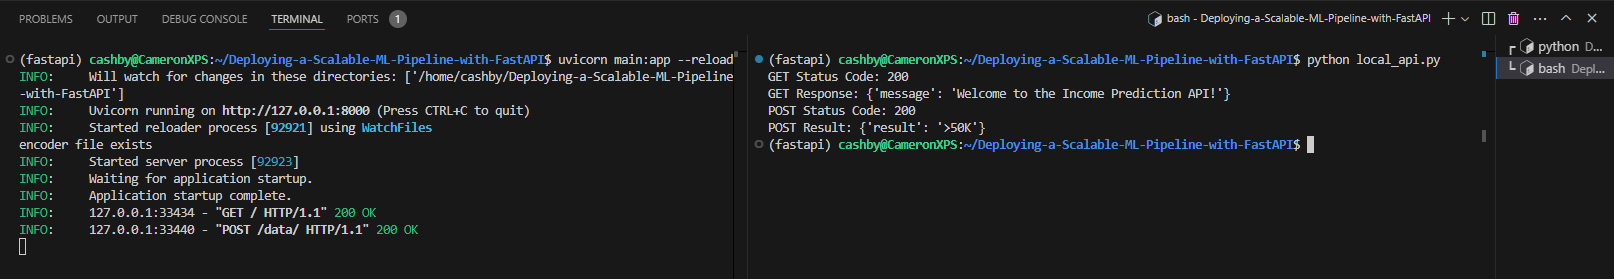 PROBLEMS OUTPUT DEBUG CONSOLE TERMINAL PORTS 1
bash - Deploying-a-Scalable-ML-Pipeline-with-FastAPI
(fastapi) cashby@CameronXPS:~/Deploying-a-Scalable-ML-Pipeline-with-FastAPI$ uvicorn main:app --reload
INFO: Will watch for changes in these directories: ['/home/cashby/Deploying-a-Scalable-ML-Pipeline
-with-FastAPI']
INFO: Uvicorn running on http://127.0.0.1:8000 (Press CTRL+C to quit)
INFO: Started reloader process [92921] using WatchFiles
encoder file exists
INFO: Started server process [92923]
INFO: Waiting for application startup.
INFO: Application startup complete.
INFO: 127.0.0.1:33434 - "GET / HTTP/1.1" 200 OK
INFO: 127.0.0.1:33440 - "POST /data/ HTTP/1.1" 200 OK
(fastapi) cashby@CameronXPS:~/Deploying-a-Scalable-ML-Pipeline-with-FastAPI$ python local_api.py
GET Status Code: 200
GET Response: {'message': 'Welcome to the Income Prediction API!'}
POST Status Code: 200
POST Result: {'result': '>50K'}
(fastapi) cashby@CameronXPS:~/Deploying-a-Scalable-ML-Pipeline-with-FastAPI$
python D...
bash Depl...